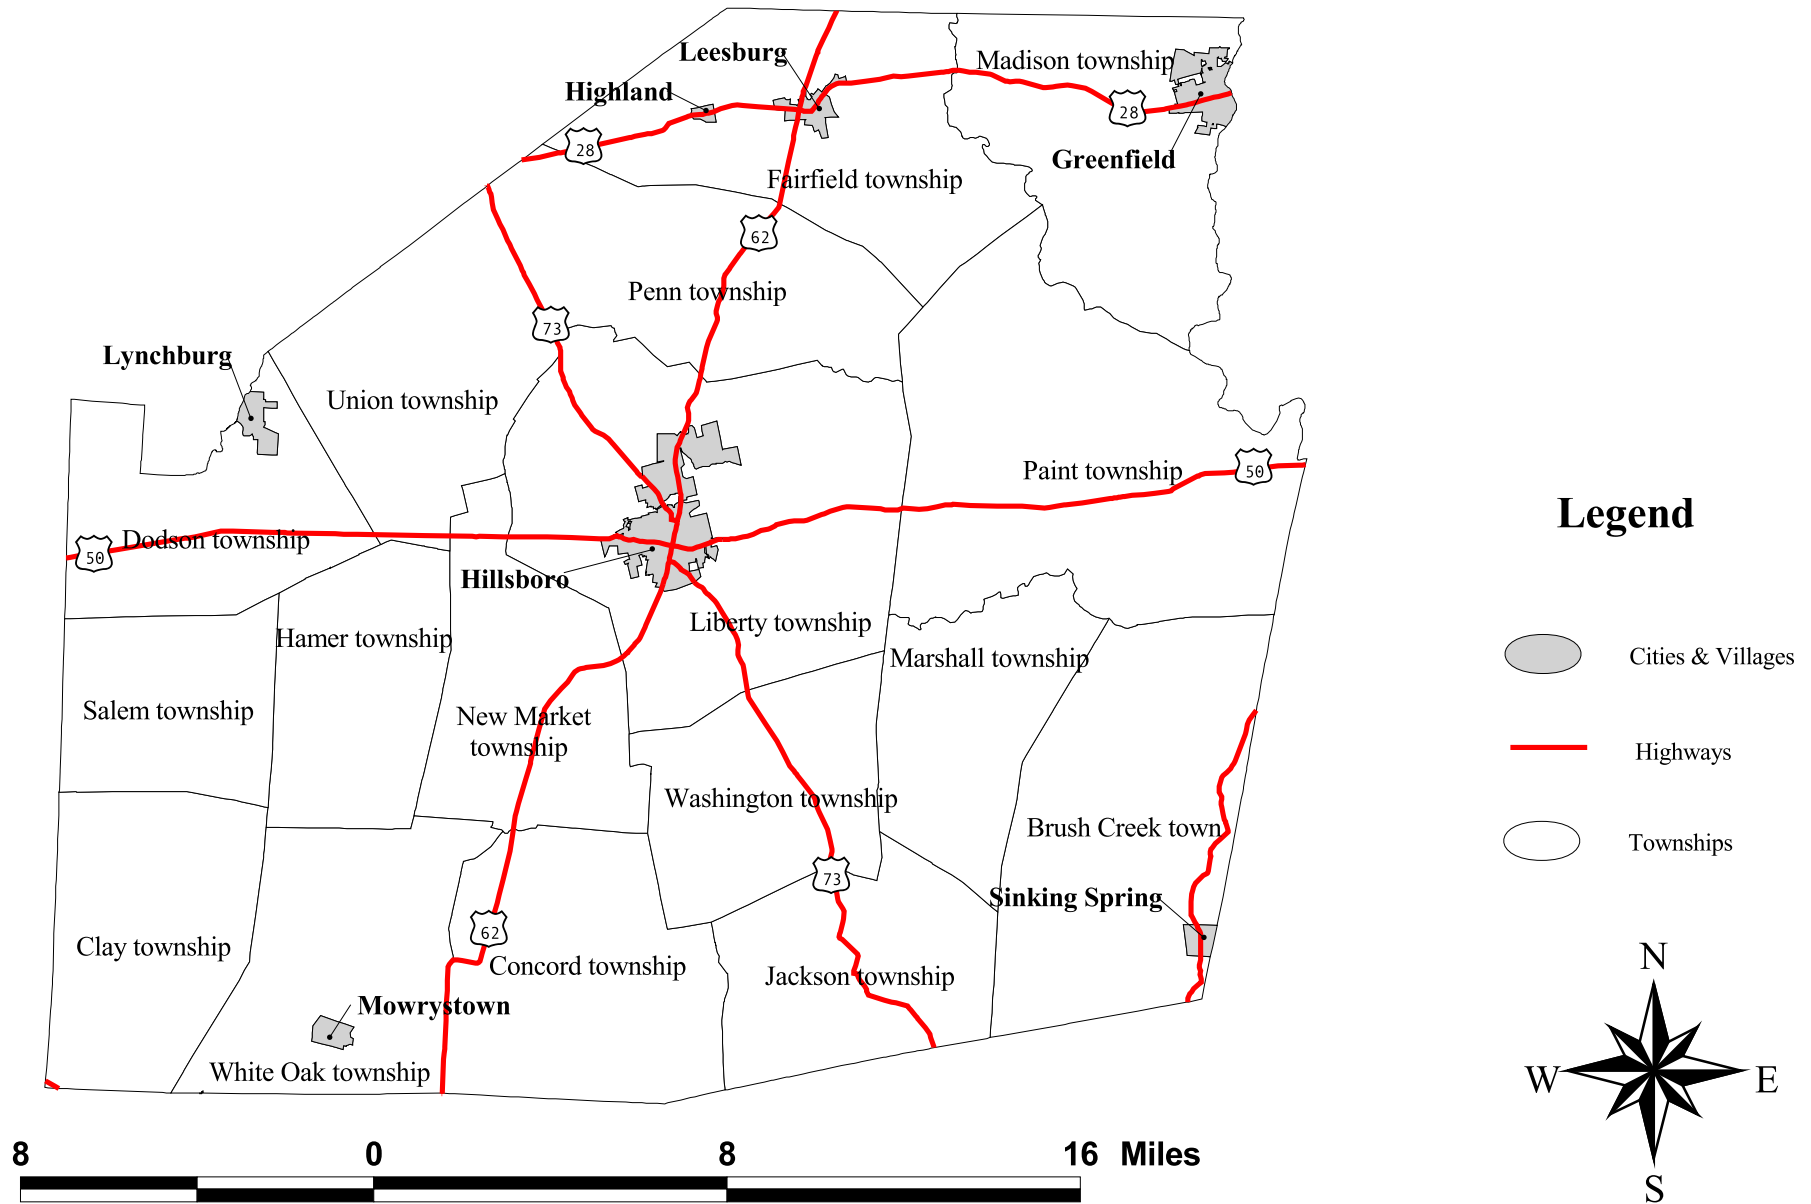 Leesburg
Madison township
Highland
28
28
Greenfield
Fairfield township
62
Penn township
73
Lynchburg
Union township
Paint township
50
Legend
Dodson township
50
Hillsboro
Liberty township
Hamer township
Marshall township
Cities & Villages
Salem township
New Market
township
Highways
Washington township
Brush Creek town
Townships
73
Sinking Spring
62
Clay township
Concord township
Jackson township
N
Mowrystown
White Oak township
W
E
S
8 0 8 16 Miles